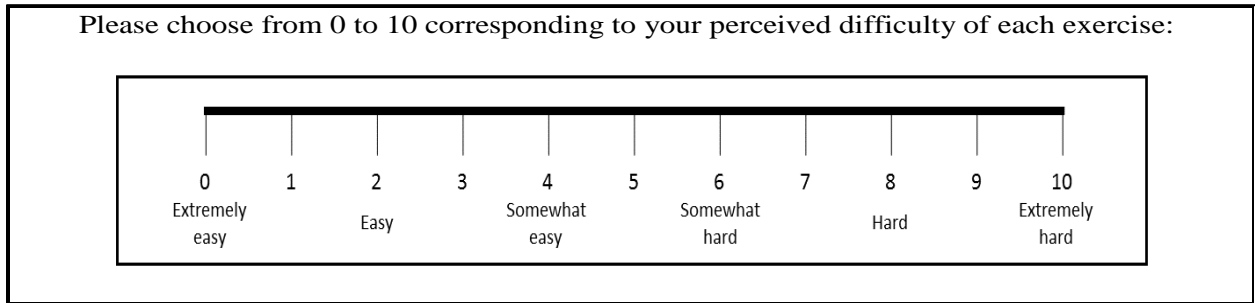 Please choose from 0 to 10 corresponding to your perceived difficulty of each exercise:
0 1 2 3 4 5 6 7 8 9 10
Extremely easy Easy Somewhat easy Somewhat hard Hard Extremely hard